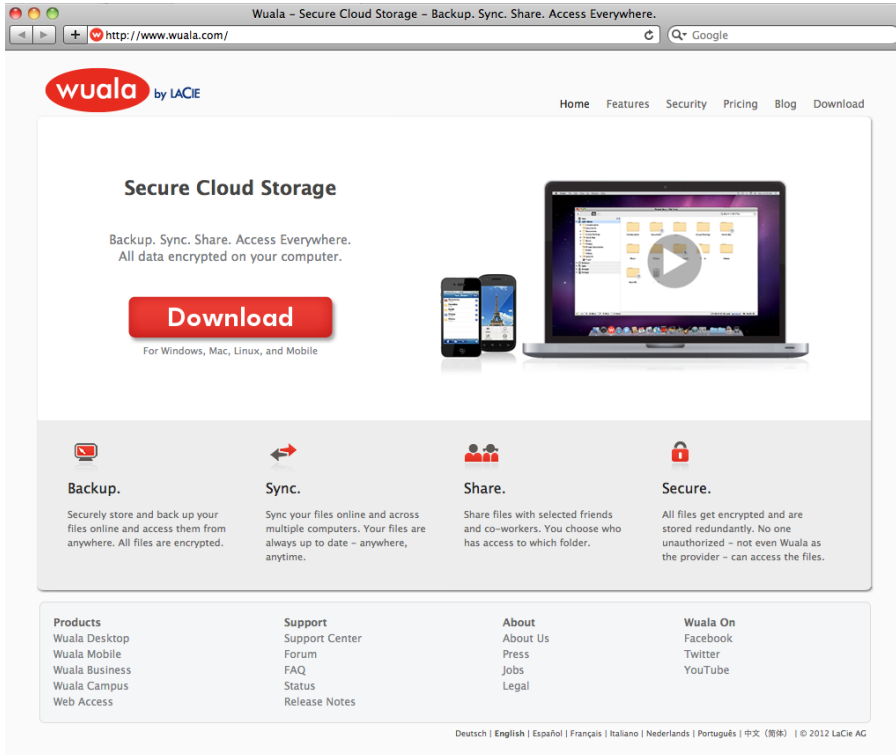 Wuala – Secure Cloud Storage – Backup. Sync. Share. Access Everywhere.
http://www.wuala.com/
Google
wuala by LACIE
Home Features Security Pricing Blog Download
Secure Cloud Storage
Backup. Sync. Share. Access Everywhere.
All data encrypted on your computer.
Download
For Windows, Mac, Linux, and Mobile
Backup.
Securely store and back up your
files online and access them from
anywhere. All files are encrypted.
Sync.
Sync your files online and across
multiple computers. Your files are
always up to date – anywhere,
anytime.
Share.
Share files with selected friends
and co-workers. You choose who
has access to which folder.
Secure.
All files get encrypted and are
stored redundantly. No one
unauthorized – not even Wuala as
the provider – can access the files.
Products
Wuala Desktop
Wuala Mobile
Wuala Business
Wuala Campus
Web Access
Support
Support Center
Forum
FAQ
Status
Release Notes
About
About Us
Press
Jobs
Legal
Wuala On
Facebook
Twitter
YouTube
Deutsch | English | Español | Français | Italiano | Nederlands | Português | 中文（简体） | © 2012 LaCie AG